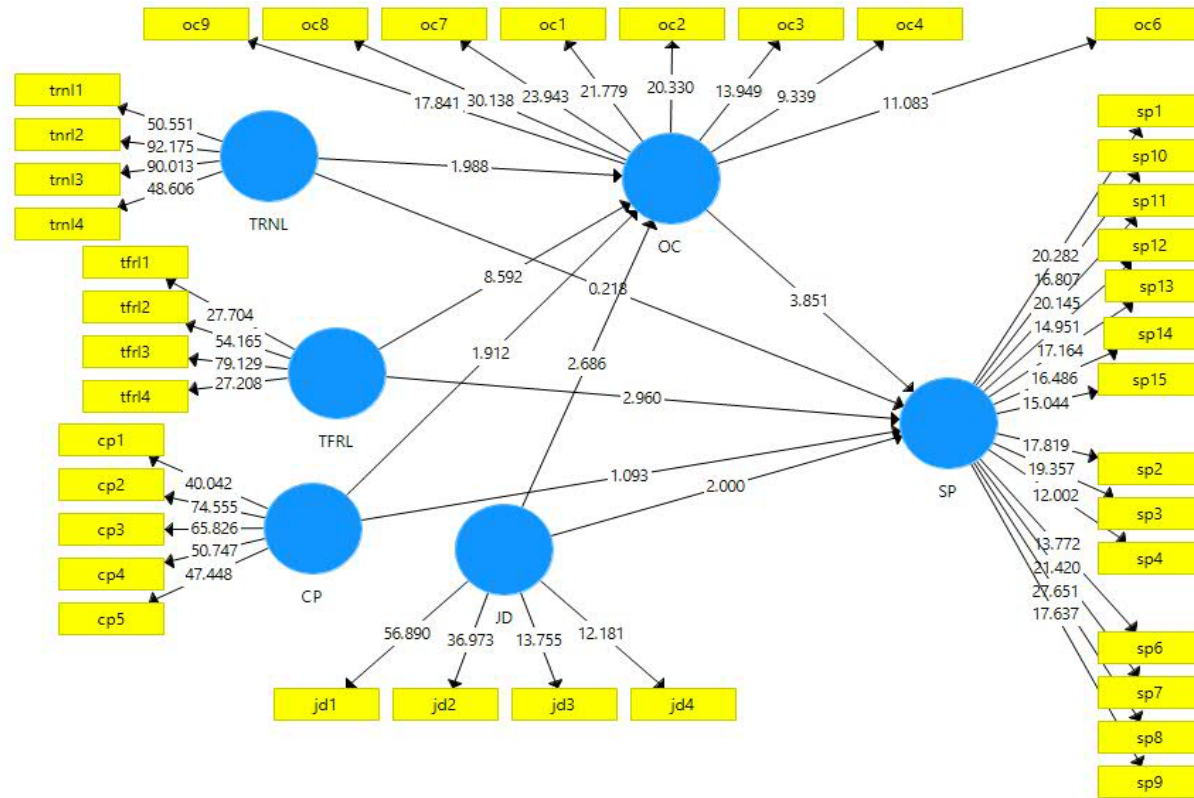 oc9
oc8
oc7
oc1
oc2
oc3
oc4
oc6
17.841
30.138
23.943
21.779
20.330
13.949
9.339
11.083
trnl1
tnrl2
trnl3
trnl4
50.551
92.175
90.013
48.606
TRNL
1.988
OC
tfrl1
tfrl2
tfrl3
tfrl4
27.704
54.165
79.129
27.208
TFRL
8.592
0.218
3.851
1.912
2.686
2.960
cp1
cp2
cp3
cp4
cp5
40.042
74.555
65.826
50.747
47.448
CP
1.093
2.000
JD
56.890
36.973
13.755
12.181
jd1
jd2
jd3
jd4
SP
sp1
sp10
sp11
sp12
sp13
sp14
sp15
20.282
16.807
20.145
14.951
17.164
16.486
15.044
17.819
19.357
12.002
sp2
sp3
sp4
13.772
21.420
27.651
17.637
sp6
sp7
sp8
sp9